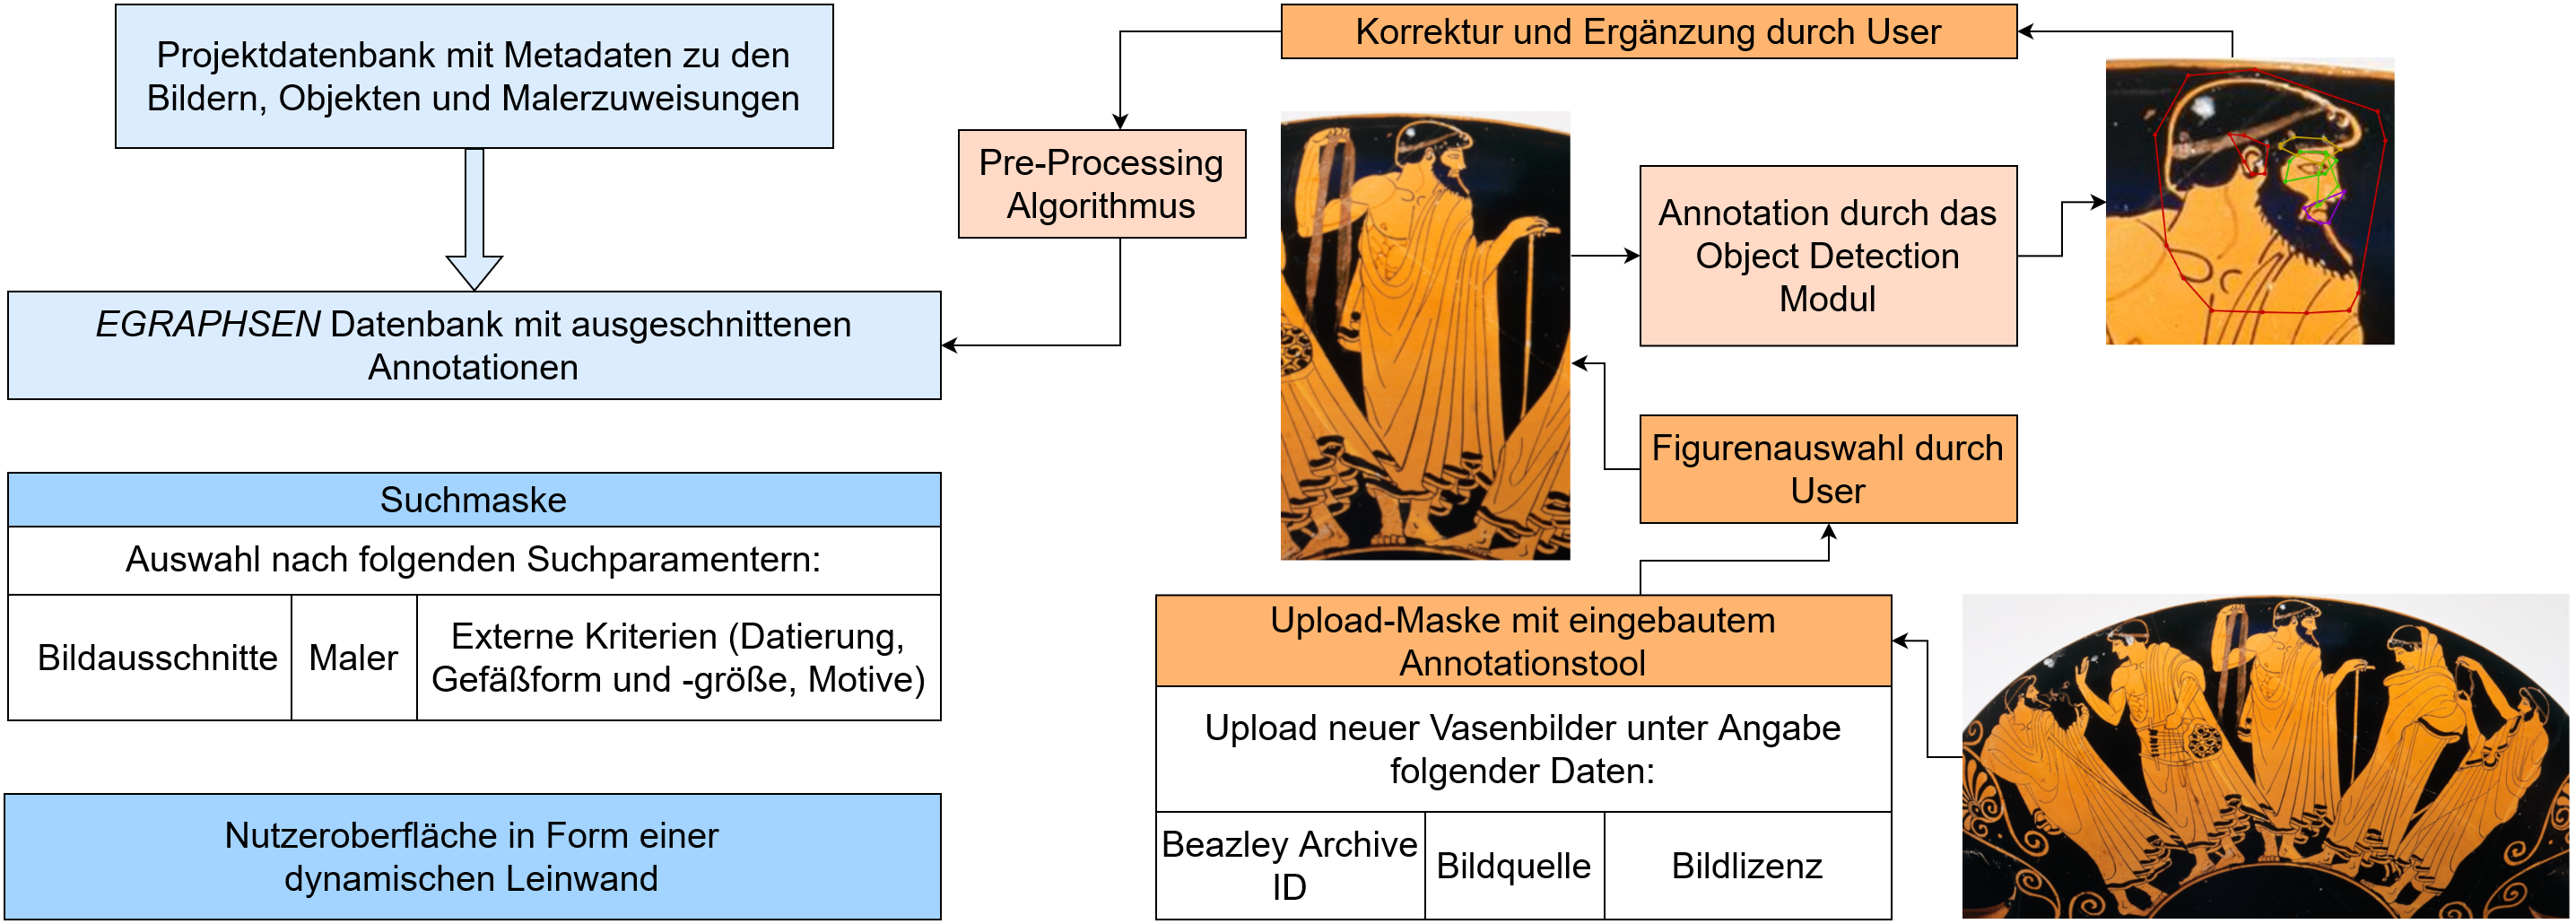 Projektdatenbank mit Metadaten zu den
Bildern, Objekten und Malerzuweisungen
EGRAPHSEN Datenbank mit ausgeschnittenen
Annotationen
Suchmaske
Auswahl nach folgenden Suchparamentern:
Bildausschnitte
Maler
Externe Kriterien (Datierung,
Gefäßform und -größe, Motive)
Nutzeroberfläche in Form einer
dynamischen Leinwand
Korrektur und Ergänzung durch User
Pre-Processing
Algorithmus
Annotation durch das
Object Detection
Modul
Figurenauswahl durch
User
Upload-Maske mit eingebautem
Annotationstool
Upload neuer Vasenbilder unter Angabe
folgender Daten:
Beazley Archive
ID
Bildquelle
Bildlizenz